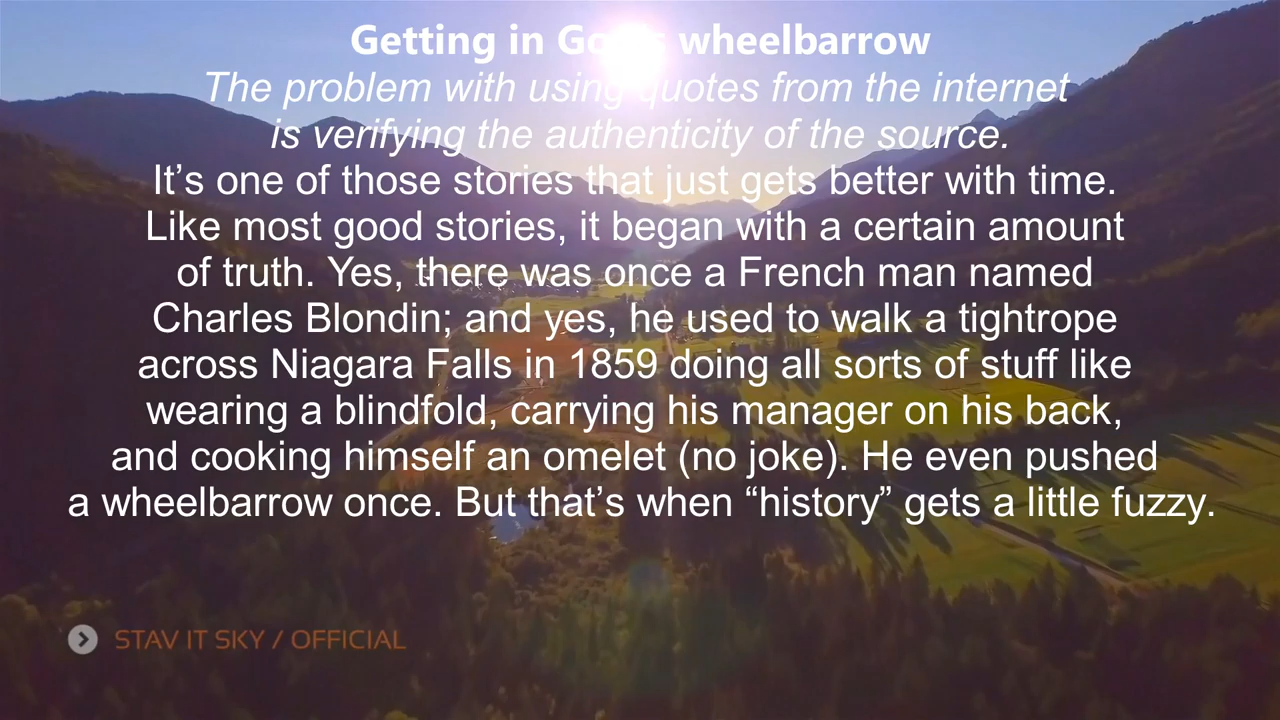 Getting in God's wheelbarrow
The problem with using quotes from the internet
is verifying the authenticity of the source.
It’s one of those stories that just gets better with time.
Like most good stories, it began with a certain amount
of truth. Yes, there was once a French man named
Charles Blondin; and yes, he used to walk a tightrope
across Niagara Falls in 1859 doing all sorts of stuff like
wearing a blindfold, carrying his manager on his back,
and cooking himself an omelet (no joke). He even pushed
a wheelbarrow once. But that’s when “history” gets a little fuzzy.
STAV IT SKY / OFFICIAL